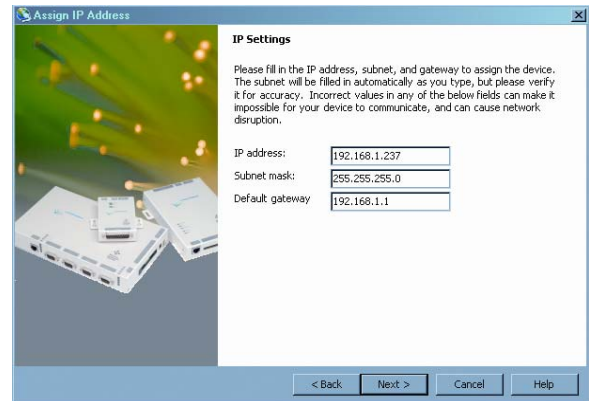 Assign IP Address
IP Settings
Please fill in the IP address, subnet, and gateway to assign the device.
The subnet will be filled in automatically as you type, but please verify
it for accuracy. Incorrect values in any of the below fields can make it
impossible for your device to communicate, and can cause network
disruption.
IP address: 192.168.1.237
Subnet mask: 255.255.255.0
Default gateway 192.168.1.1
< Back Next > Cancel Help